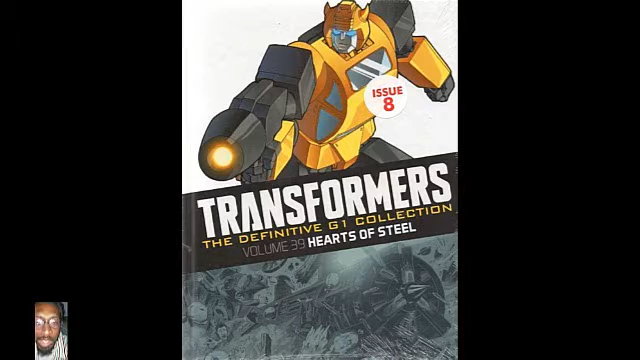 ISSUE
8
TRANSFORMERS
THE DEFINITIVE G1 COLLECTION
VOLUME 39 HEARTS OF STEEL